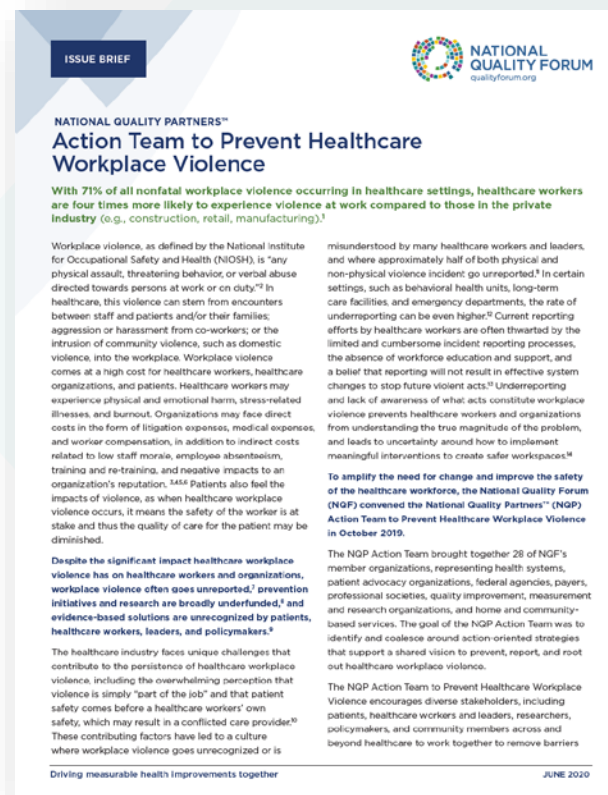 ISSUE BRIEF
NATIONAL
QUALITY FORUM
qualityforum.org
NATIONAL QUALITY PARTNERS™
Action Team to Prevent Healthcare
Workplace Violence
With 71% of all nonfatal workplace violence occurring in healthcare settings, healthcare workers
are four times more likely to experience violence at work compared to those in the private
industry (e.g., construction, retail, manufacturing).¹
Workplace violence, as defined by the National Institute
for Occupational Safety and Health (NIOSH), is “any
physical assault, threatening behavior, or verbal abuse
directed towards persons at work or on duty.”² In
healthcare, this violence can stem from encounters
between staff and patients and/or their families;
aggression or harassment from co-workers; or the
intrusion of community violence, such as domestic
violence, into the workplace. Workplace violence
comes at a high cost for healthcare workers, healthcare
organizations, and patients. Healthcare workers may
experience physical and emotional harm, stress-related
illnesses, and burnout. Organizations may face direct
costs in the form of litigation expenses, medical expenses,
and worker compensation, in addition to indirect costs
related to low staff morale, employee absenteeism,
training and re-training, and negative impacts to an
organization’s reputation. ³,⁴,⁵,⁶ Patients also feel the
impacts of violence, as when healthcare workplace
violence occurs, it means the safety of the worker is at
stake and thus the quality of care for the patient may be
diminished.
Despite the significant impact healthcare workplace
violence has on healthcare workers and organizations,
workplace violence often goes unreported,⁷ prevention
initiatives and research are broadly underfunded,⁸ and
evidence-based solutions are unrecognized by patients,
healthcare workers, leaders, and policymakers.⁹
The healthcare industry faces unique challenges that
contribute to the persistence of healthcare workplace
violence, including the overwhelming perception that
violence is simply “part of the job” and that patient
safety comes before a healthcare workers’ own
safety, which may result in a conflicted care provider.¹⁰
These contributing factors have led to a culture
where workplace violence goes unrecognized or is
misunderstood by many healthcare workers and leaders,
and where approximately half of both physical and
non-physical violence incident go unreported. In certain
settings, such as behavioral health units, long-term
care facilities, and emergency departments, the rate of
underreporting can be even higher.¹² Current reporting
efforts by healthcare workers are often thwarted by the
limited and cumbersome incident reporting processes,
the absence of workforce education and support, and
a belief that reporting will not result in effective system
changes to stop future violent acts.¹³ Underreporting
and lack of awareness of what acts constitute workplace
violence prevents healthcare workers and organizations
from understanding the true magnitude of the problem,
and leads to uncertainty around how to implement
meaningful interventions to create safer workspaces.¹⁴
To amplify the need for change and improve the safety
of the healthcare workforce, the National Quality Forum
(NQF) convened the National Quality Partners™ (NQP)
Action Team to Prevent Healthcare Workplace Violence
in October 2019.
The NQP Action Team brought together 28 of NQF’s
member organizations, representing health systems,
patient advocacy organizations, federal agencies, payers,
professional societies, quality improvement, measurement
and research organizations, and home and community-
based services. The goal of the NQP Action Team was to
identify and coalesce around action-oriented strategies
that support a shared vision to prevent, report, and root
out healthcare workplace violence.
The NQP Action Team to Prevent Healthcare Workplace
Violence encourages diverse stakeholders, including
patients, healthcare workers and leaders, researchers,
policymakers, and community members across and
beyond healthcare to work together to remove barriers
Driving measurable health improvements together
JUNE 2020